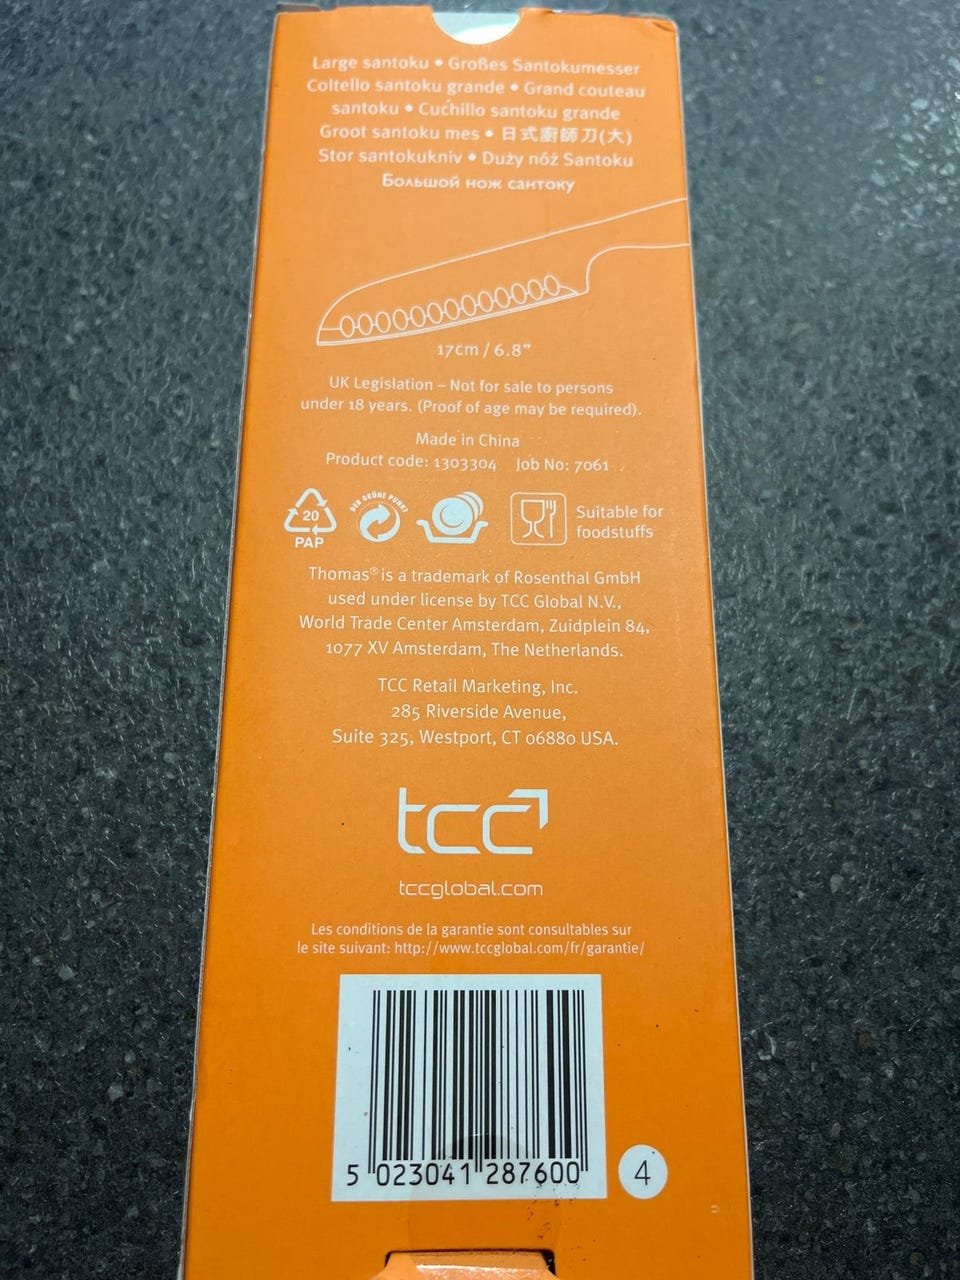 Large santoku • Großes Santokumesser
Coltello santoku grande • Grand couteau
santoku • Cuchillo santoku grande
Groot santoku mes • 日式廚師刀(大)
Stor santokukniv • Duży nóż Santoku
Большой нож сантоку
17cm / 6.8"
UK Legislation – Not for sale to persons
under 18 years. (Proof of age may be required).
Made in China
Product code: 1303304 Job No: 7061
20
PAP
DER GRÜNE PUNKT
Suitable for
foodstuffs
Thomas® is a trademark of Rosenthal GmbH
used under license by TCC Global N.V.,
World Trade Center Amsterdam, Zuidplein 84,
1077 XV Amsterdam, The Netherlands.
TCC Retail Marketing, Inc.
285 Riverside Avenue,
Suite 325, Westport, CT 06880 USA.
tcc
tccglobal.com
Les conditions de la garantie sont consultables sur
le site suivant: http://www.tccglobal.com/fr/garantie/
5 023041 287600
4